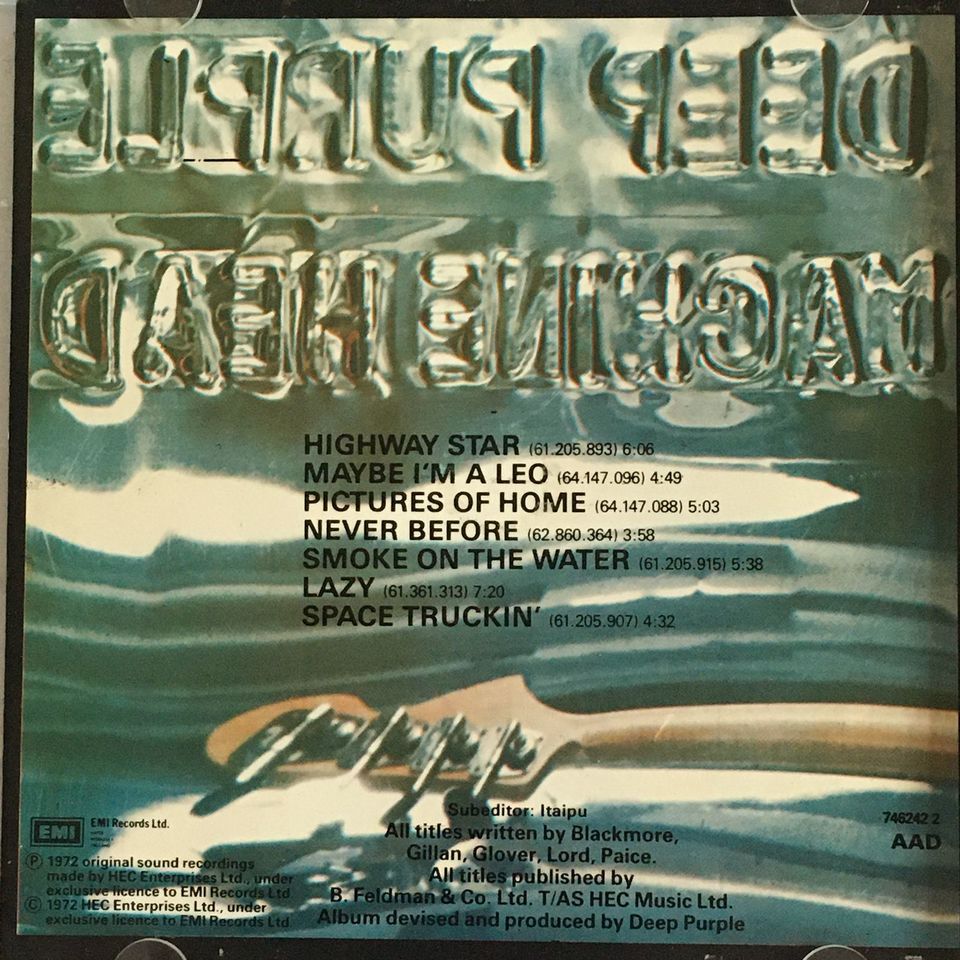 DEEP PURPLE
MACHINE HEAD
HIGHWAY STAR (61.205.893) 6:06
MAYBE I'M A LEO (64.147.096) 4:49
PICTURES OF HOME (64.147.088) 5:03
NEVER BEFORE (62.860.364) 3:58
SMOKE ON THE WATER (61.205.915) 5:38
LAZY (61.361.313) 7:20
SPACE TRUCKIN' (61.205.907) 4:32
Subeditor: Itaipu
All titles written by Blackmore,
Gillan, Glover, Lord, Paice.
All titles published by
B. Feldman & Co. Ltd. T/AS HEC Music Ltd.
Album devised and produced by Deep Purple
EMI EMI Records Ltd.
Ⓟ 1972 original sound recordings
made by HEC Enterprises Ltd., under
exclusive licence to EMI Records Ltd
© 1972 HEC Enterprises Ltd., under
exclusive licence to EMI Records Ltd.
746242 2
AAD